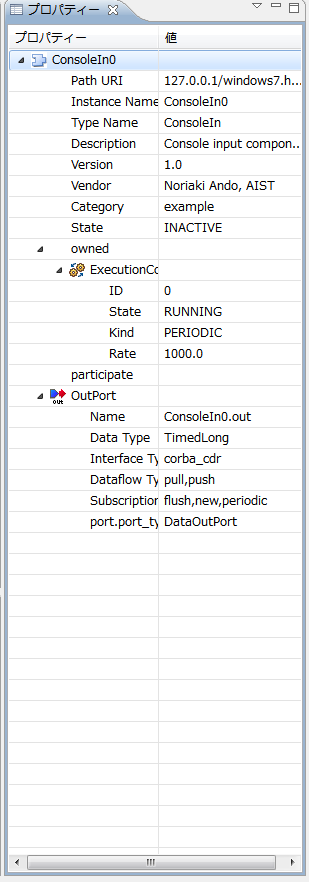 プロパティー
プロパティー 値
ConsoleIn0
Path URI 127.0.0.1/windows7.h...
Instance Name ConsoleIn0
Type Name ConsoleIn
Description Console input compon...
Version 1.0
Vendor Noriaki Ando, AIST
Category example
State INACTIVE
owned
ExecutionCo
ID 0
State RUNNING
Kind PERIODIC
Rate 1000.0
participate
out OutPort
Name ConsoleIn0.out
Data Type TimedLong
Interface Ty corba_cdr
Dataflow Ty pull,push
Subscription flush,new,periodic
port.port_ty DataOutPort